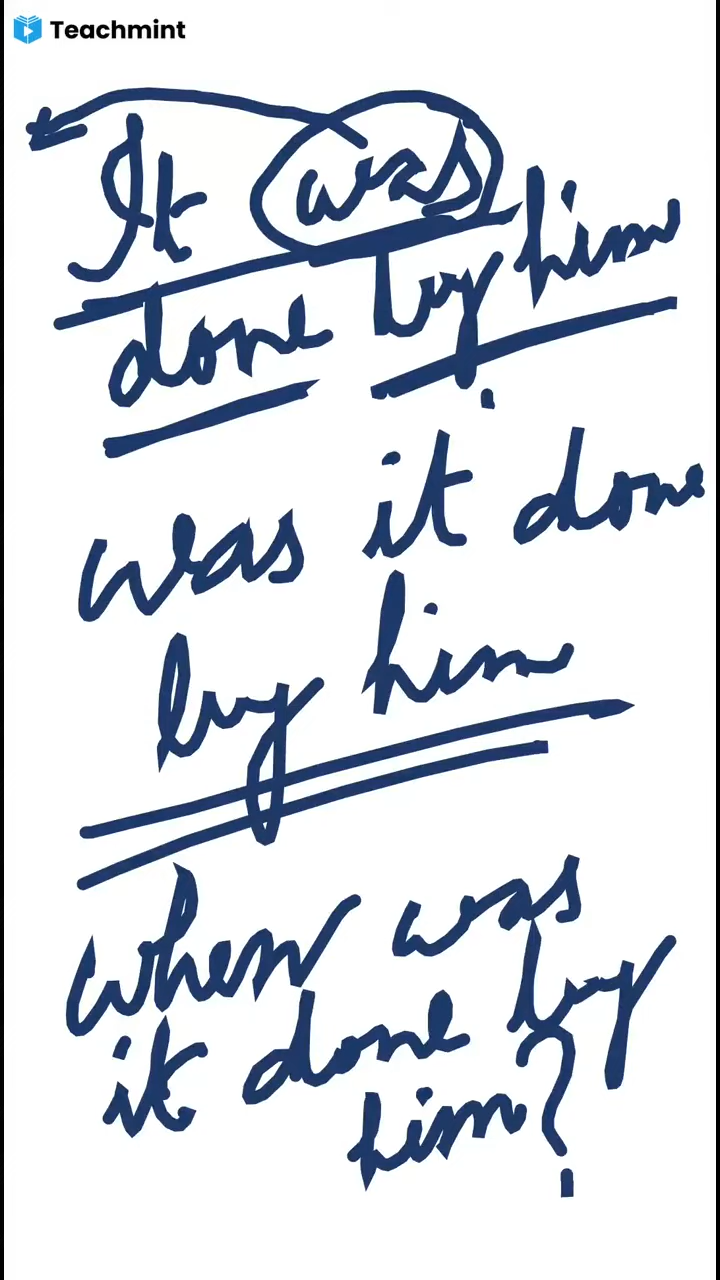 Teachmint
It was
done by him.
was it done
by him
when was
it done by
him?